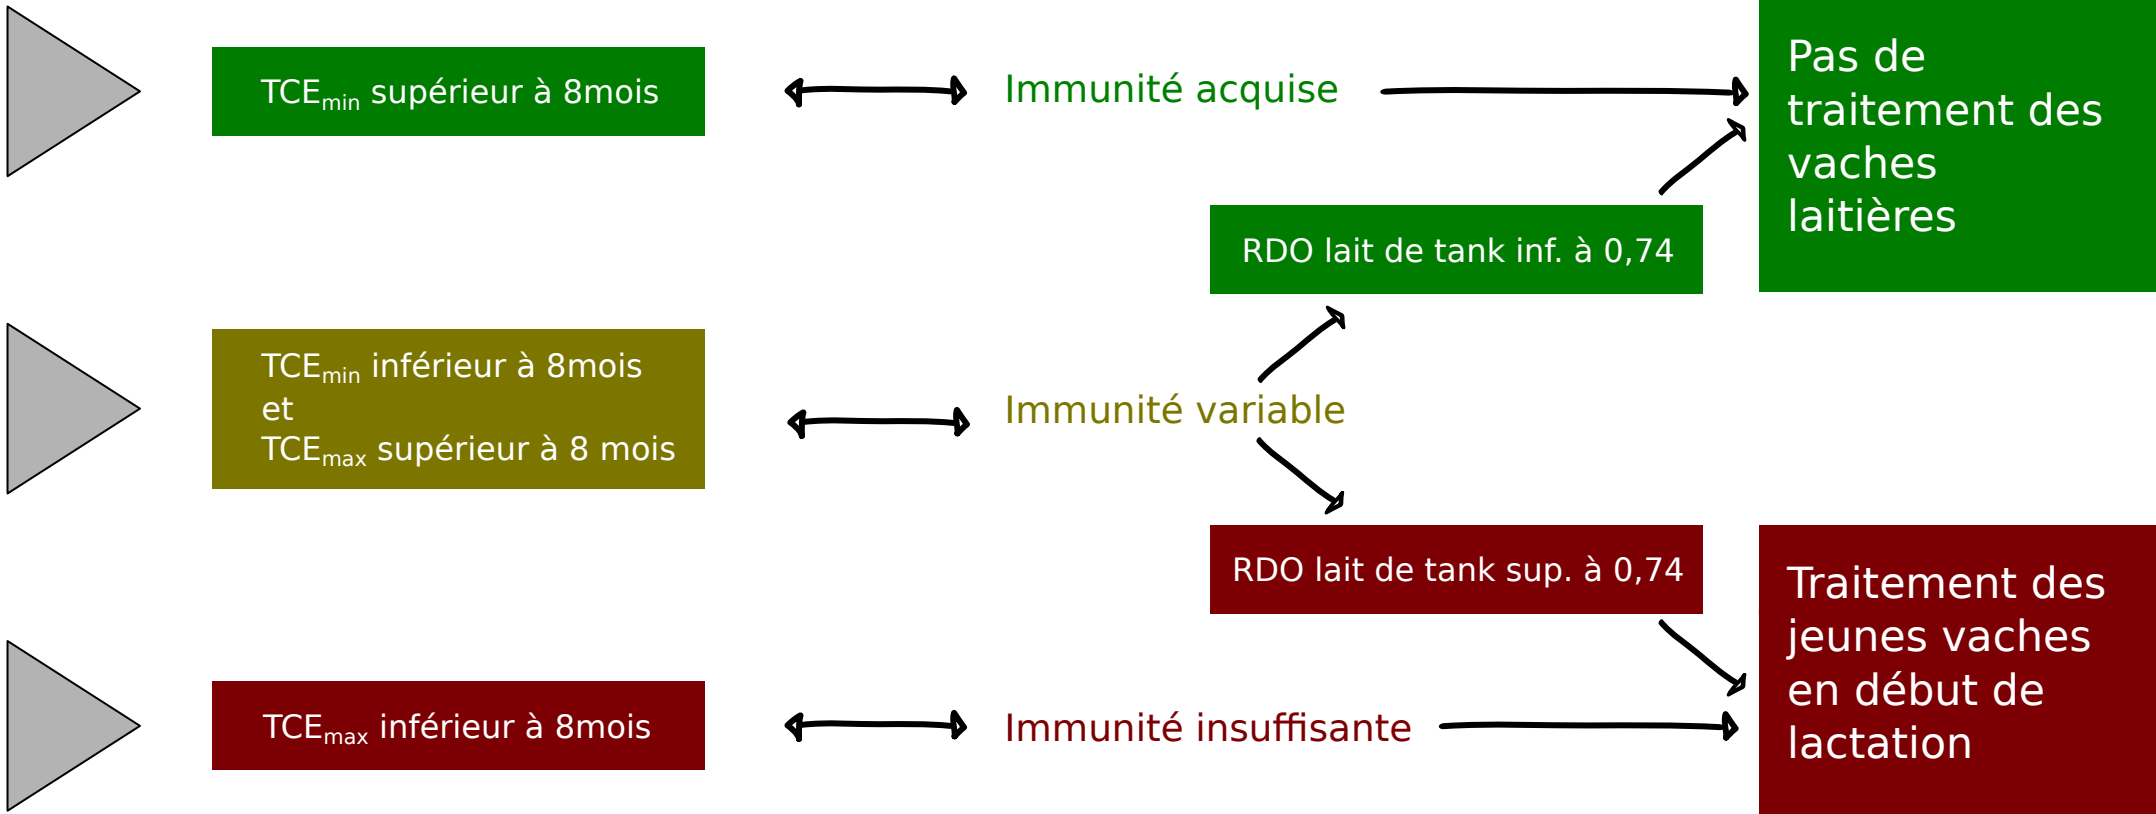 TCEmin supérieur à 8mois
Immunité acquise
Pas de
traitement des
vaches
laitières
RDO lait de tank inf. à 0,74
TCEmin inférieur à 8mois
et
TCEmax supérieur à 8 mois
Immunité variable
RDO lait de tank sup. à 0,74
TCEmax inférieur à 8mois
Immunité insuffisante
Traitement des
jeunes vaches
en début de
lactation